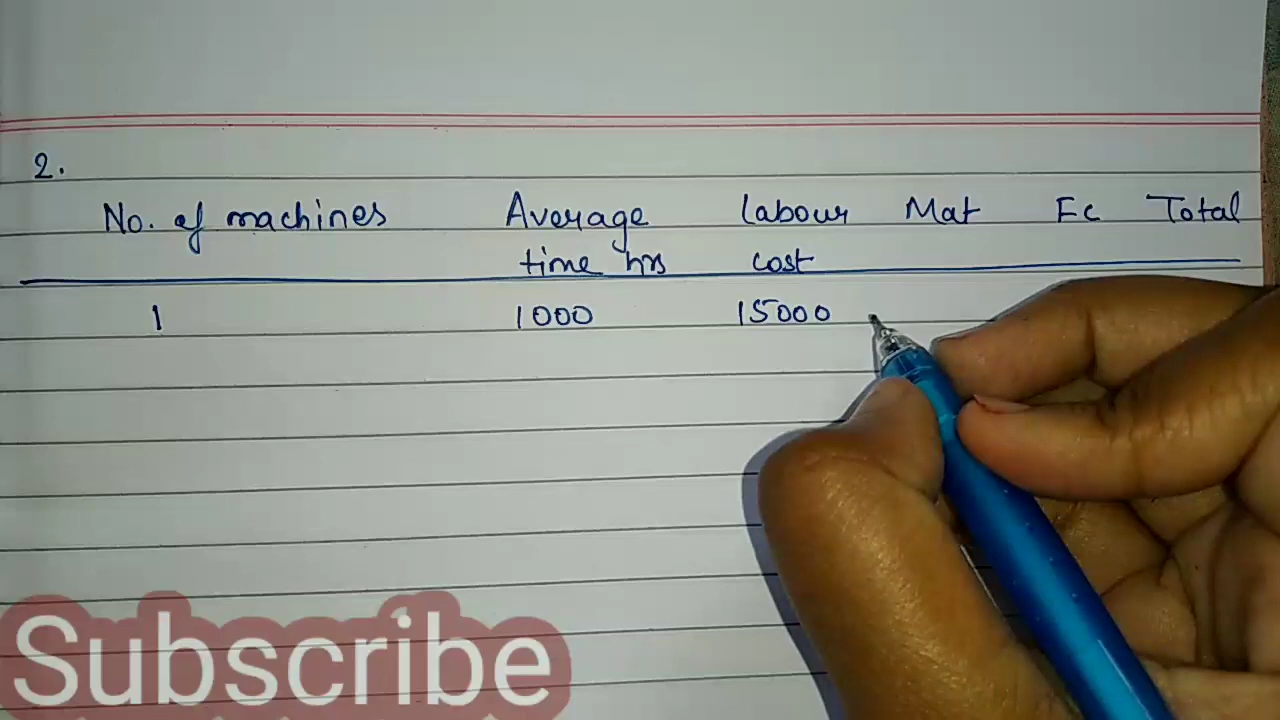 2.
No. of machines Average Labour Mat Fc Total
time hrs cost
1 1000 15000
Subscribe